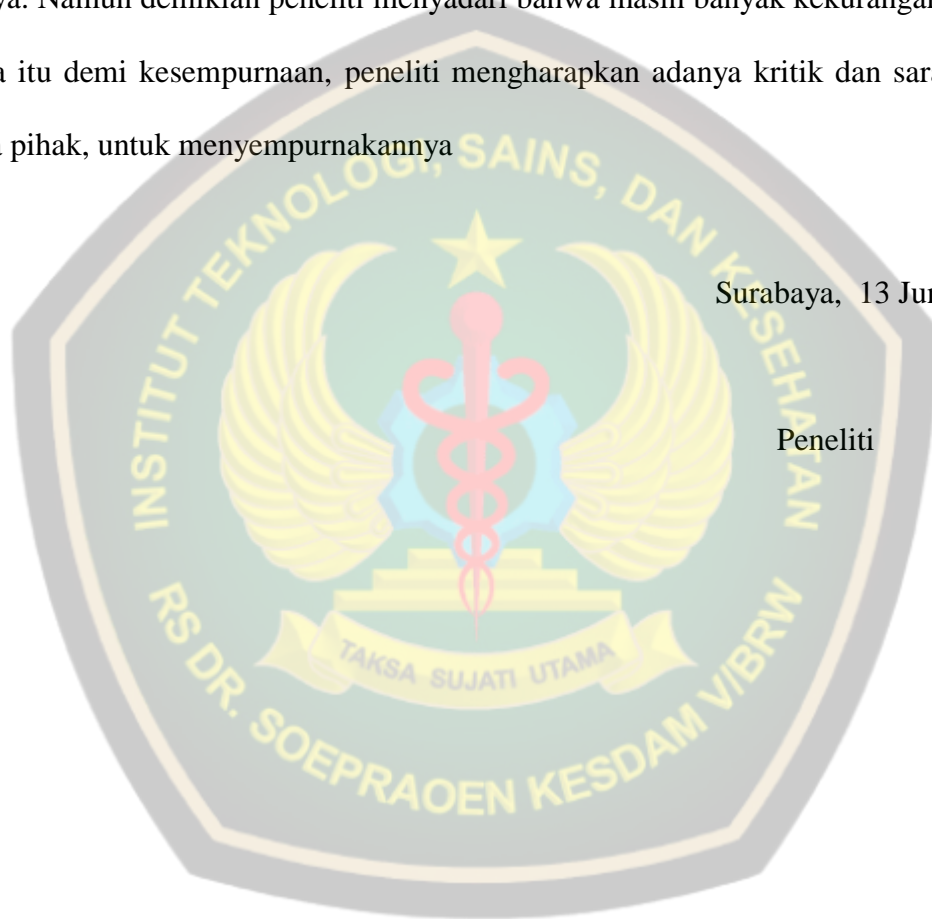 ya. Namun demikian peneliti menyadari bahwa masih banyak kekurangan
a itu demi kesempurnaan, peneliti mengharapkan adanya kritik dan sara
a pihak, untuk menyempurnakannya
Surabaya, 13 Jun
Peneliti
INSTITUT TEKNOLOGI, SAINS, DAN KESEHATAN
TAKSA SUJATI UTAMA
RS DR. SOEPRAOEN KESDAM V/BRW